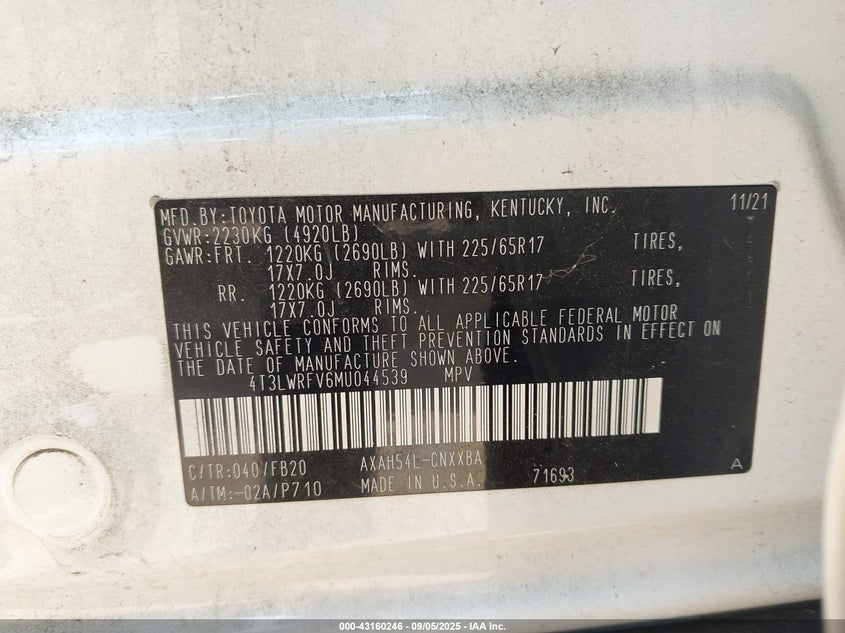 MFD.BY:TOYOTA MOTOR MANUFACTURING, KENTUCKY, INC. 11/21
GVWR:2230KG (4920LB)
GAWR:FRT. 1220KG (2690LB) WITH 225/65R17 TIRES,
17X7.0J RIMS.
RR. 1220KG (2690LB) WITH 225/65R17 TIRES,
17X7.0J RIMS.
THIS VEHICLE CONFORMS TO ALL APPLICABLE FEDERAL MOTOR
VEHICLE SAFETY AND THEFT PREVENTION STANDARDS IN EFFECT ON
THE DATE OF MANUFACTURE SHOWN ABOVE.
4T3LWRFV6MU044539 MPV
C/TR:040/FB20 AXAH54L-CNXXBA
A/TM:-02A/P710 MADE IN U.S.A. 71693 A
000-43160246 - 09/05/2025 - IAA Inc.